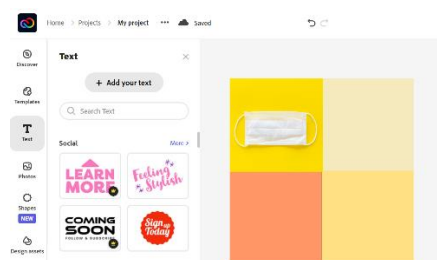 Home > Projects > My project ••• Saved
Discover
Templates
Text
Photos
Shapes
NEW
Design assets
Text
+ Add your text
Search Text
Social
More >
LEARN
MORE
Feeling
Stylish
COMING
SOON
FOLLOW & SUBSCRIBE
Sign up
Today